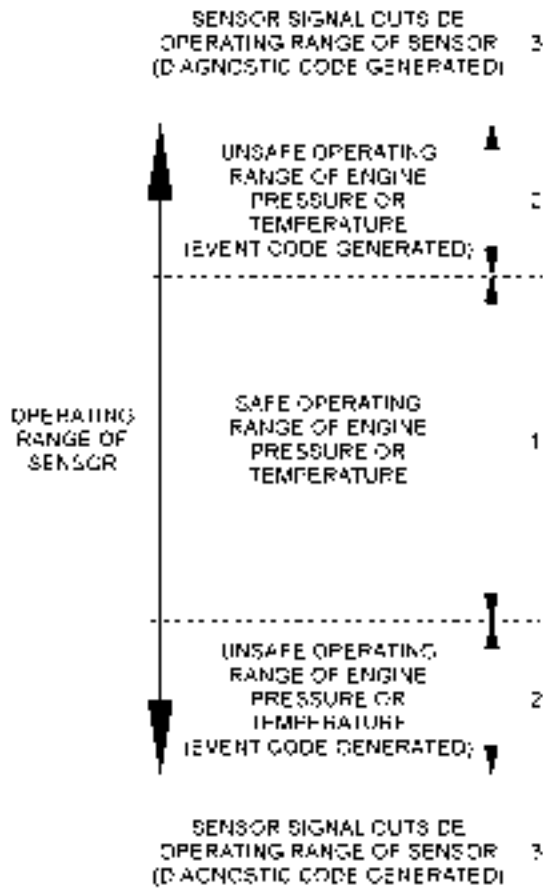 SENSOR SIGNAL OUTSIDE
OPERATING RANGE OF SENSOR 3
(DIAGNOSTIC CODE GENERATED)
UNSAFE OPERATING
RANGE OF ENGINE
PRESSURE OR 2
TEMPERATURE
(EVENT CODE GENERATED)
OPERATING
RANGE OF
SENSOR
SAFE OPERATING
RANGE OF ENGINE
PRESSURE OR 1
TEMPERATURE
UNSAFE OPERATING
RANGE OF ENGINE
PRESSURE OR 2
TEMPERATURE
(EVENT CODE GENERATED)
SENSOR SIGNAL OUTSIDE
OPERATING RANGE OF SENSOR 3
(DIAGNOSTIC CODE GENERATED)